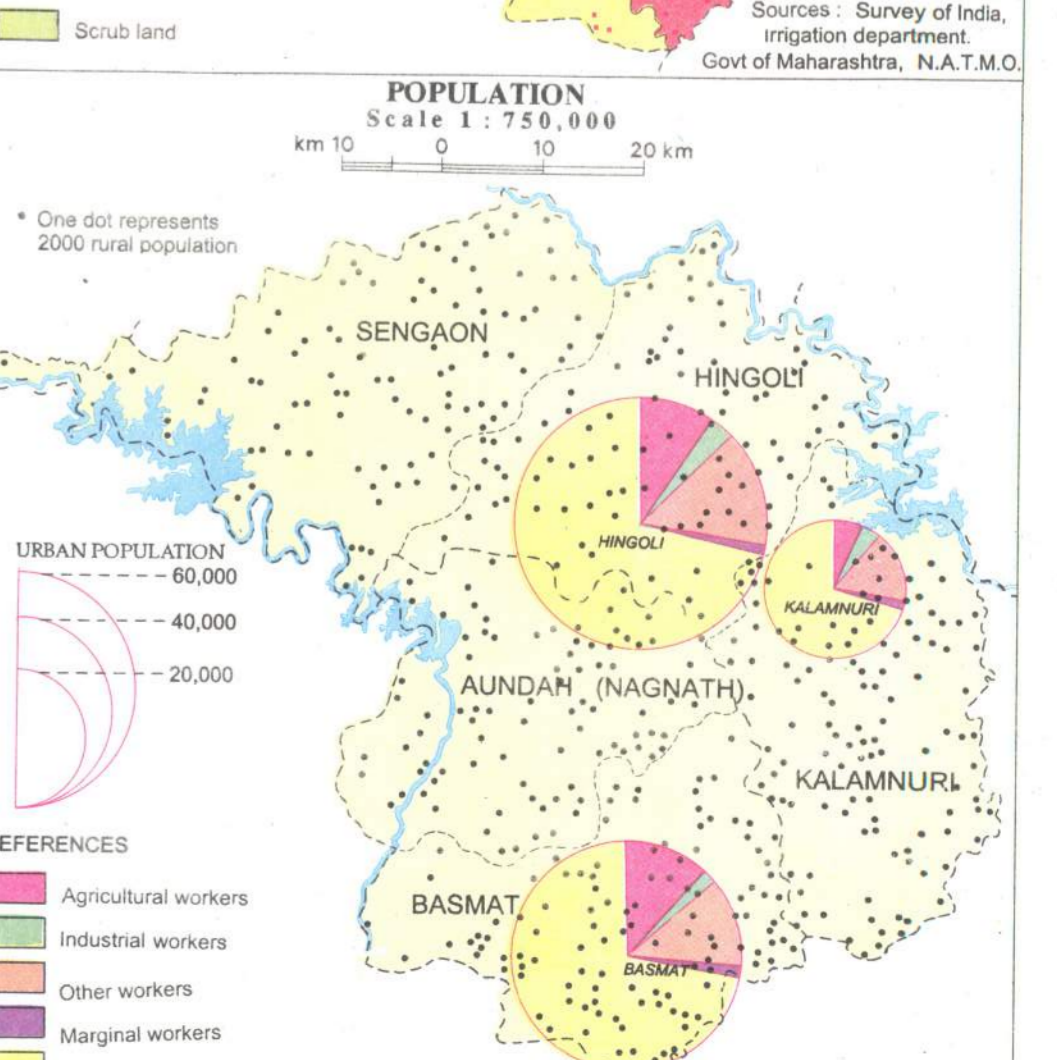 Scrub land
Sources : Survey of India,
Irrigation department.
Govt of Maharashtra, N.A.T.M.O.
POPULATION
Scale 1 : 750,000
km 10 0 10 20 km
One dot represents
2000 rural population
SENGAON
HINGOLI
HINGOLI
KALAMNURI
URBAN POPULATION
60,000
40,000
20,000
AUNDAH (NAGNATH)
KALAMNURI
EFERENCES
Agricultural workers
Industrial workers
Other workers
Marginal workers
BASMAT
BASMAT